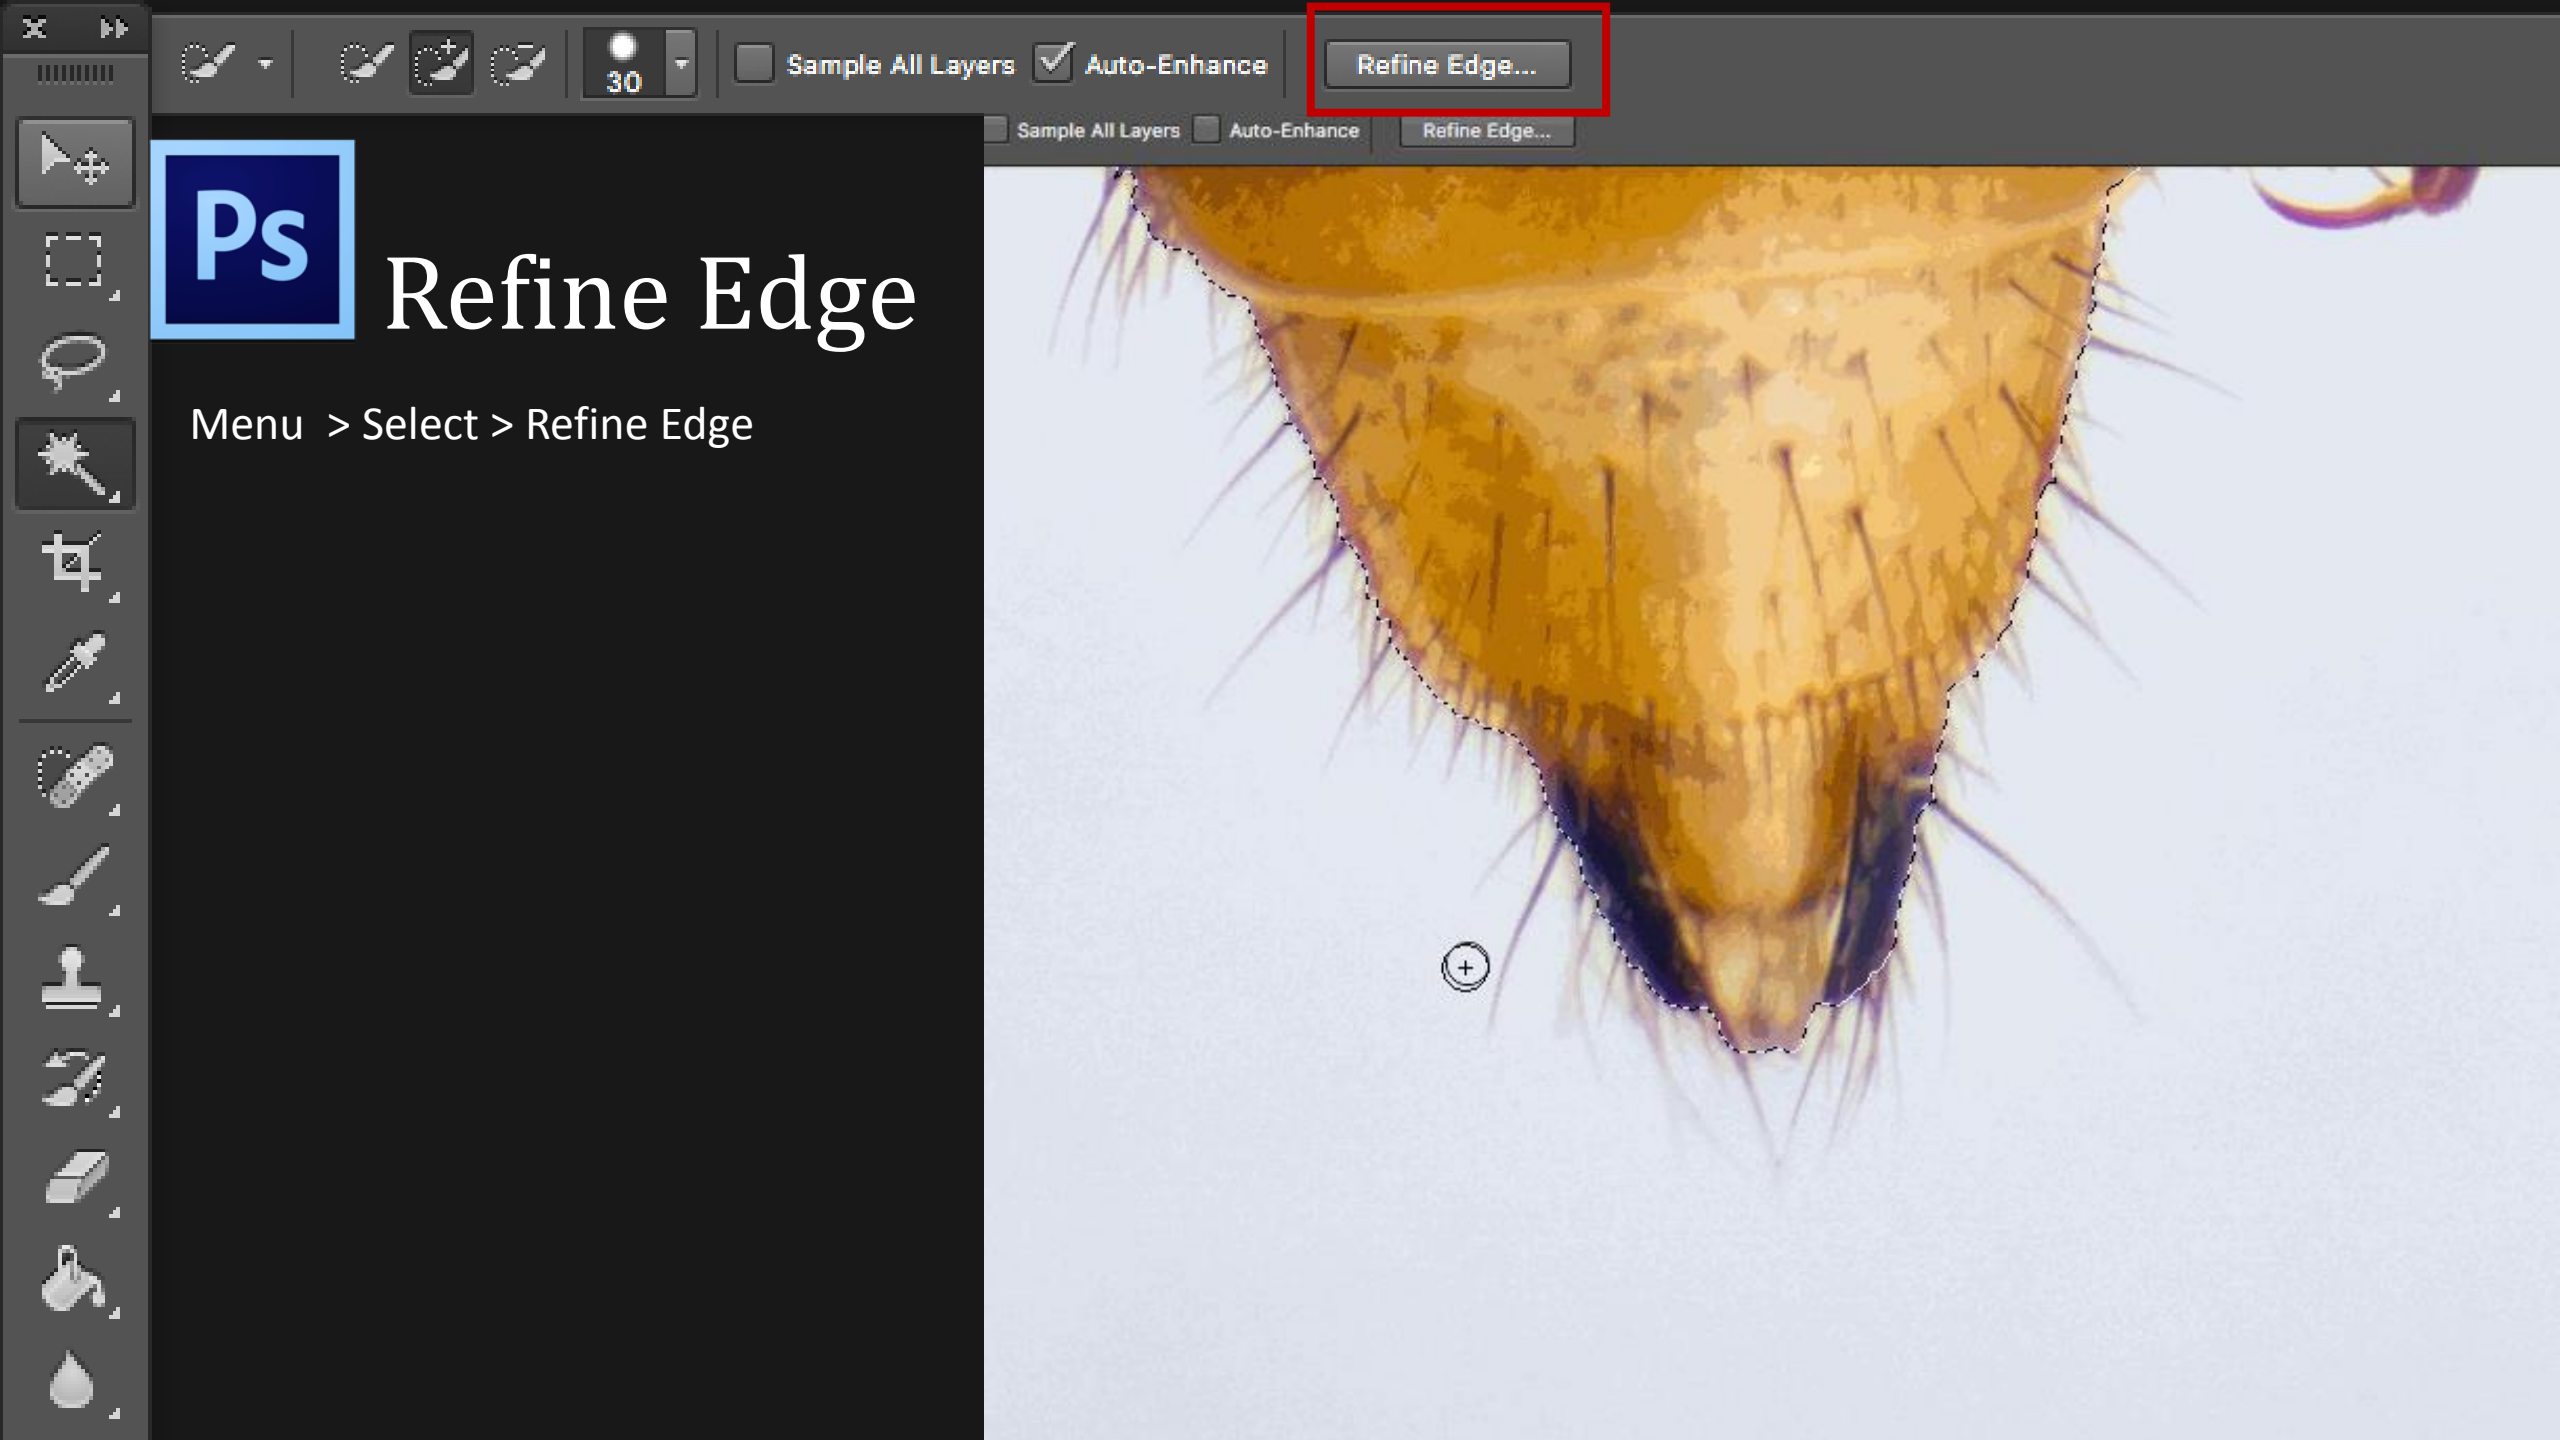 30
Sample All Layers
Auto-Enhance
Refine Edge...
Sample All Layers
Auto-Enhance
Refine Edge...
Ps
Refine Edge
Menu > Select > Refine Edge